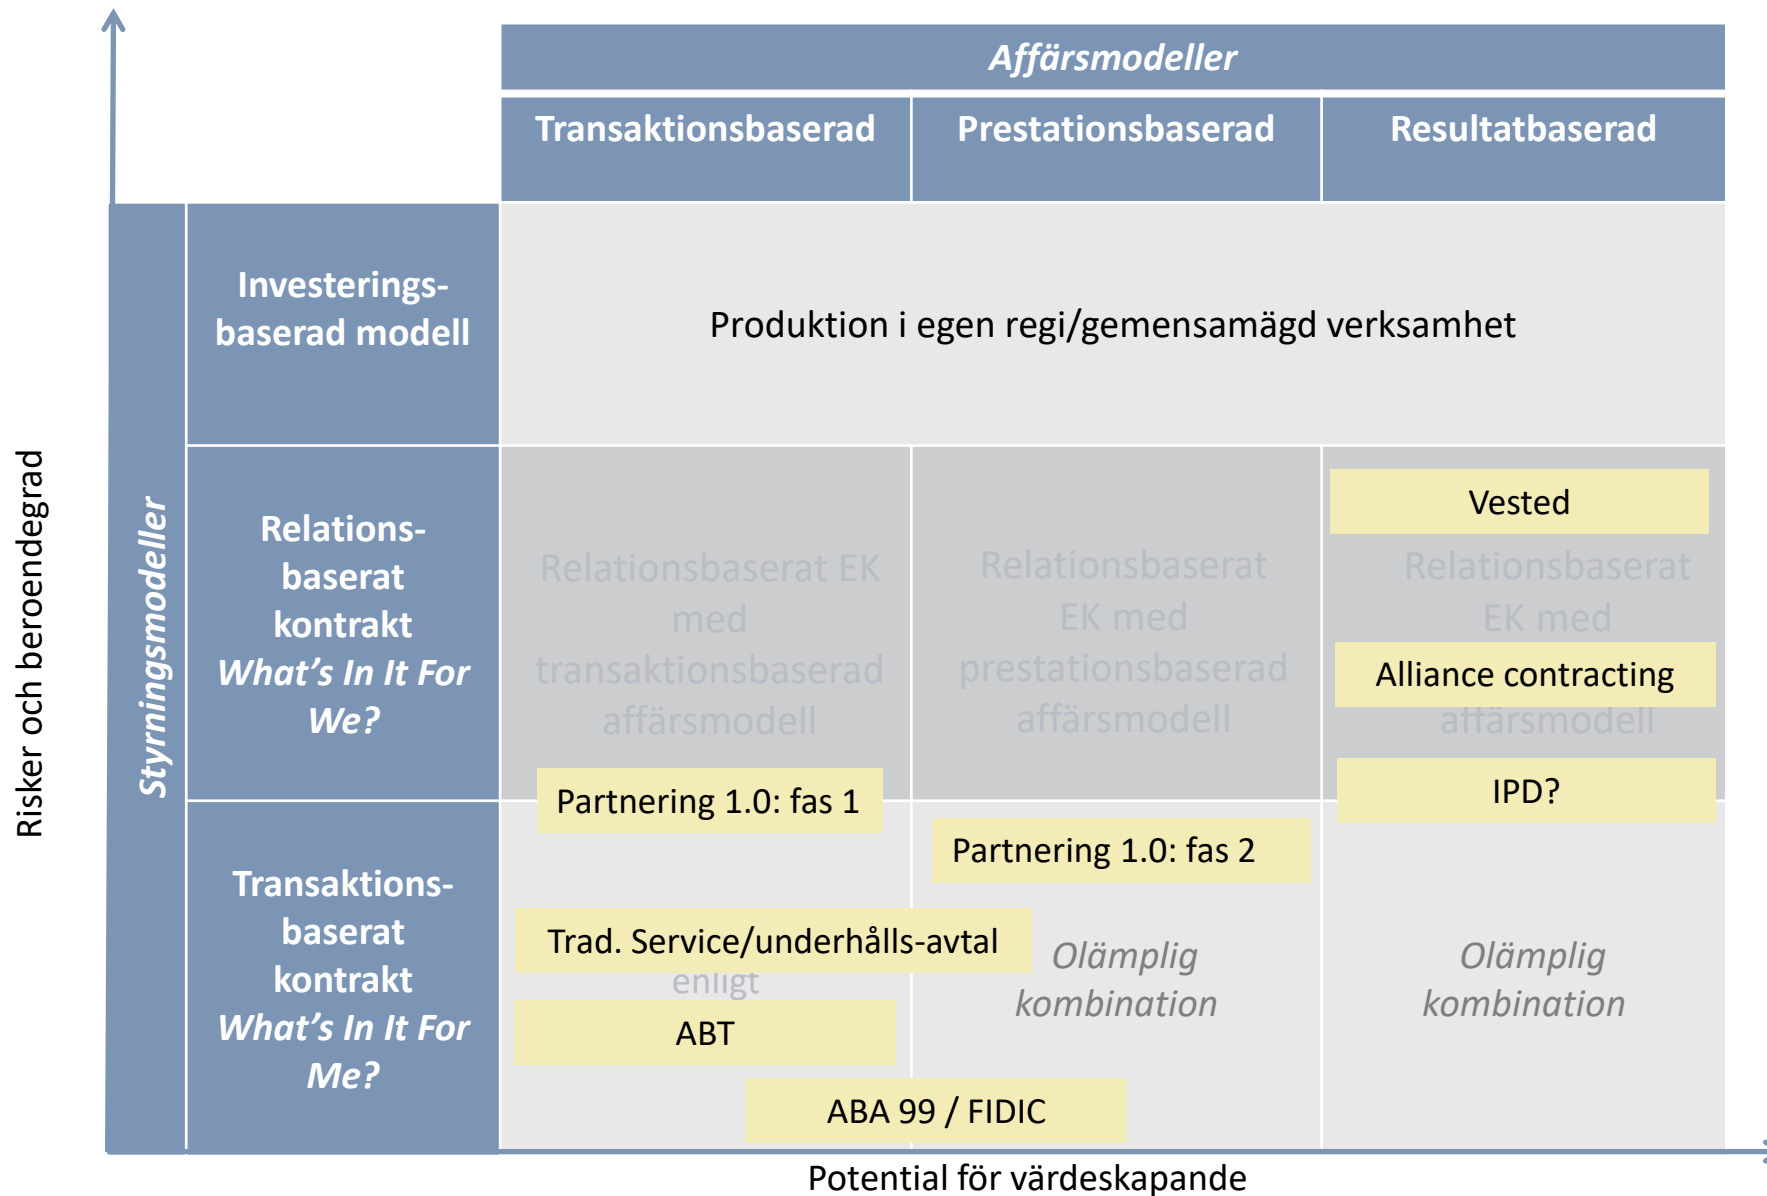 Affärsmodeller
Transaktionsbaserad
Prestationsbaserad
Resultatbaserad
Risker och beroendegrad
Styrningsmodeller
Investerings-
baserad modell
Produktion i egen regi/gemensamägd verksamhet
Relations-
baserat
kontrakt
What's In It For
We?
Relationsbaserat EK
med
transaktionsbaserad
affärsmodell
Relationsbaserat
EK med
prestationsbaserad
affärsmodell
Vested
Relationsbaserat
EK med
Alliance contracting
affärsmodell
IPD?
Partnering 1.0: fas 1
Partnering 1.0: fas 2
Transaktions-
baserat
kontrakt
What's In It For
Me?
Trad. Service/underhålls-avtal
enligt
ABT
ABA 99 / FIDIC
Olämplig
kombination
Olämplig
kombination
Potential för värdeskapande